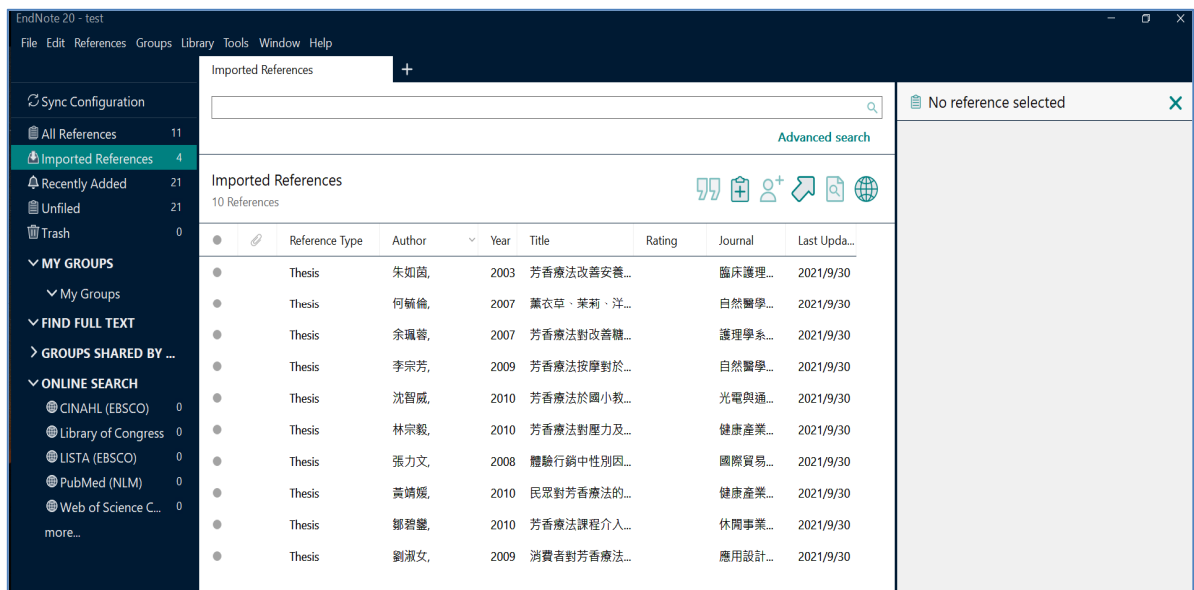 EndNote 20 - test
File Edit References Groups Library Tools Window Help
Imported References
Sync Configuration
All References 11
Imported References 4
Recently Added 21
Unfiled 21
Trash 0
MY GROUPS
My Groups
FIND FULL TEXT
GROUPS SHARED BY ...
ONLINE SEARCH
CINAHL (EBSCO) 0
Library of Congress 0
LISTA (EBSCO) 0
PubMed (NLM) 0
Web of Science C... 0
more...
Advanced search
Imported References
10 References
Reference Type Author Year Title Rating Journal Last Upda...
Thesis 朱如茵, 2003 芳香療法改善安養... 臨床護理... 2021/9/30
Thesis 何毓倫, 2007 薰衣草、茉莉、洋... 自然醫學... 2021/9/30
Thesis 余珮蓉, 2007 芳香療法對改善糖... 護理學系... 2021/9/30
Thesis 李宗芳, 2009 芳香療法按摩對於... 自然醫學... 2021/9/30
Thesis 沈智威, 2010 芳香療法於國小教... 光電與通... 2021/9/30
Thesis 林宗毅, 2010 芳香療法對壓力及... 健康產業... 2021/9/30
Thesis 張力文, 2008 體驗行銷中性別因... 國際貿易... 2021/9/30
Thesis 黃靖媛, 2010 民眾對芳香療法的... 健康產業... 2021/9/30
Thesis 鄒碧鑾, 2010 芳香療法課程介入... 休閒事業... 2021/9/30
Thesis 劉淑女, 2009 消費者對芳香療法... 應用設計... 2021/9/30
No reference selected